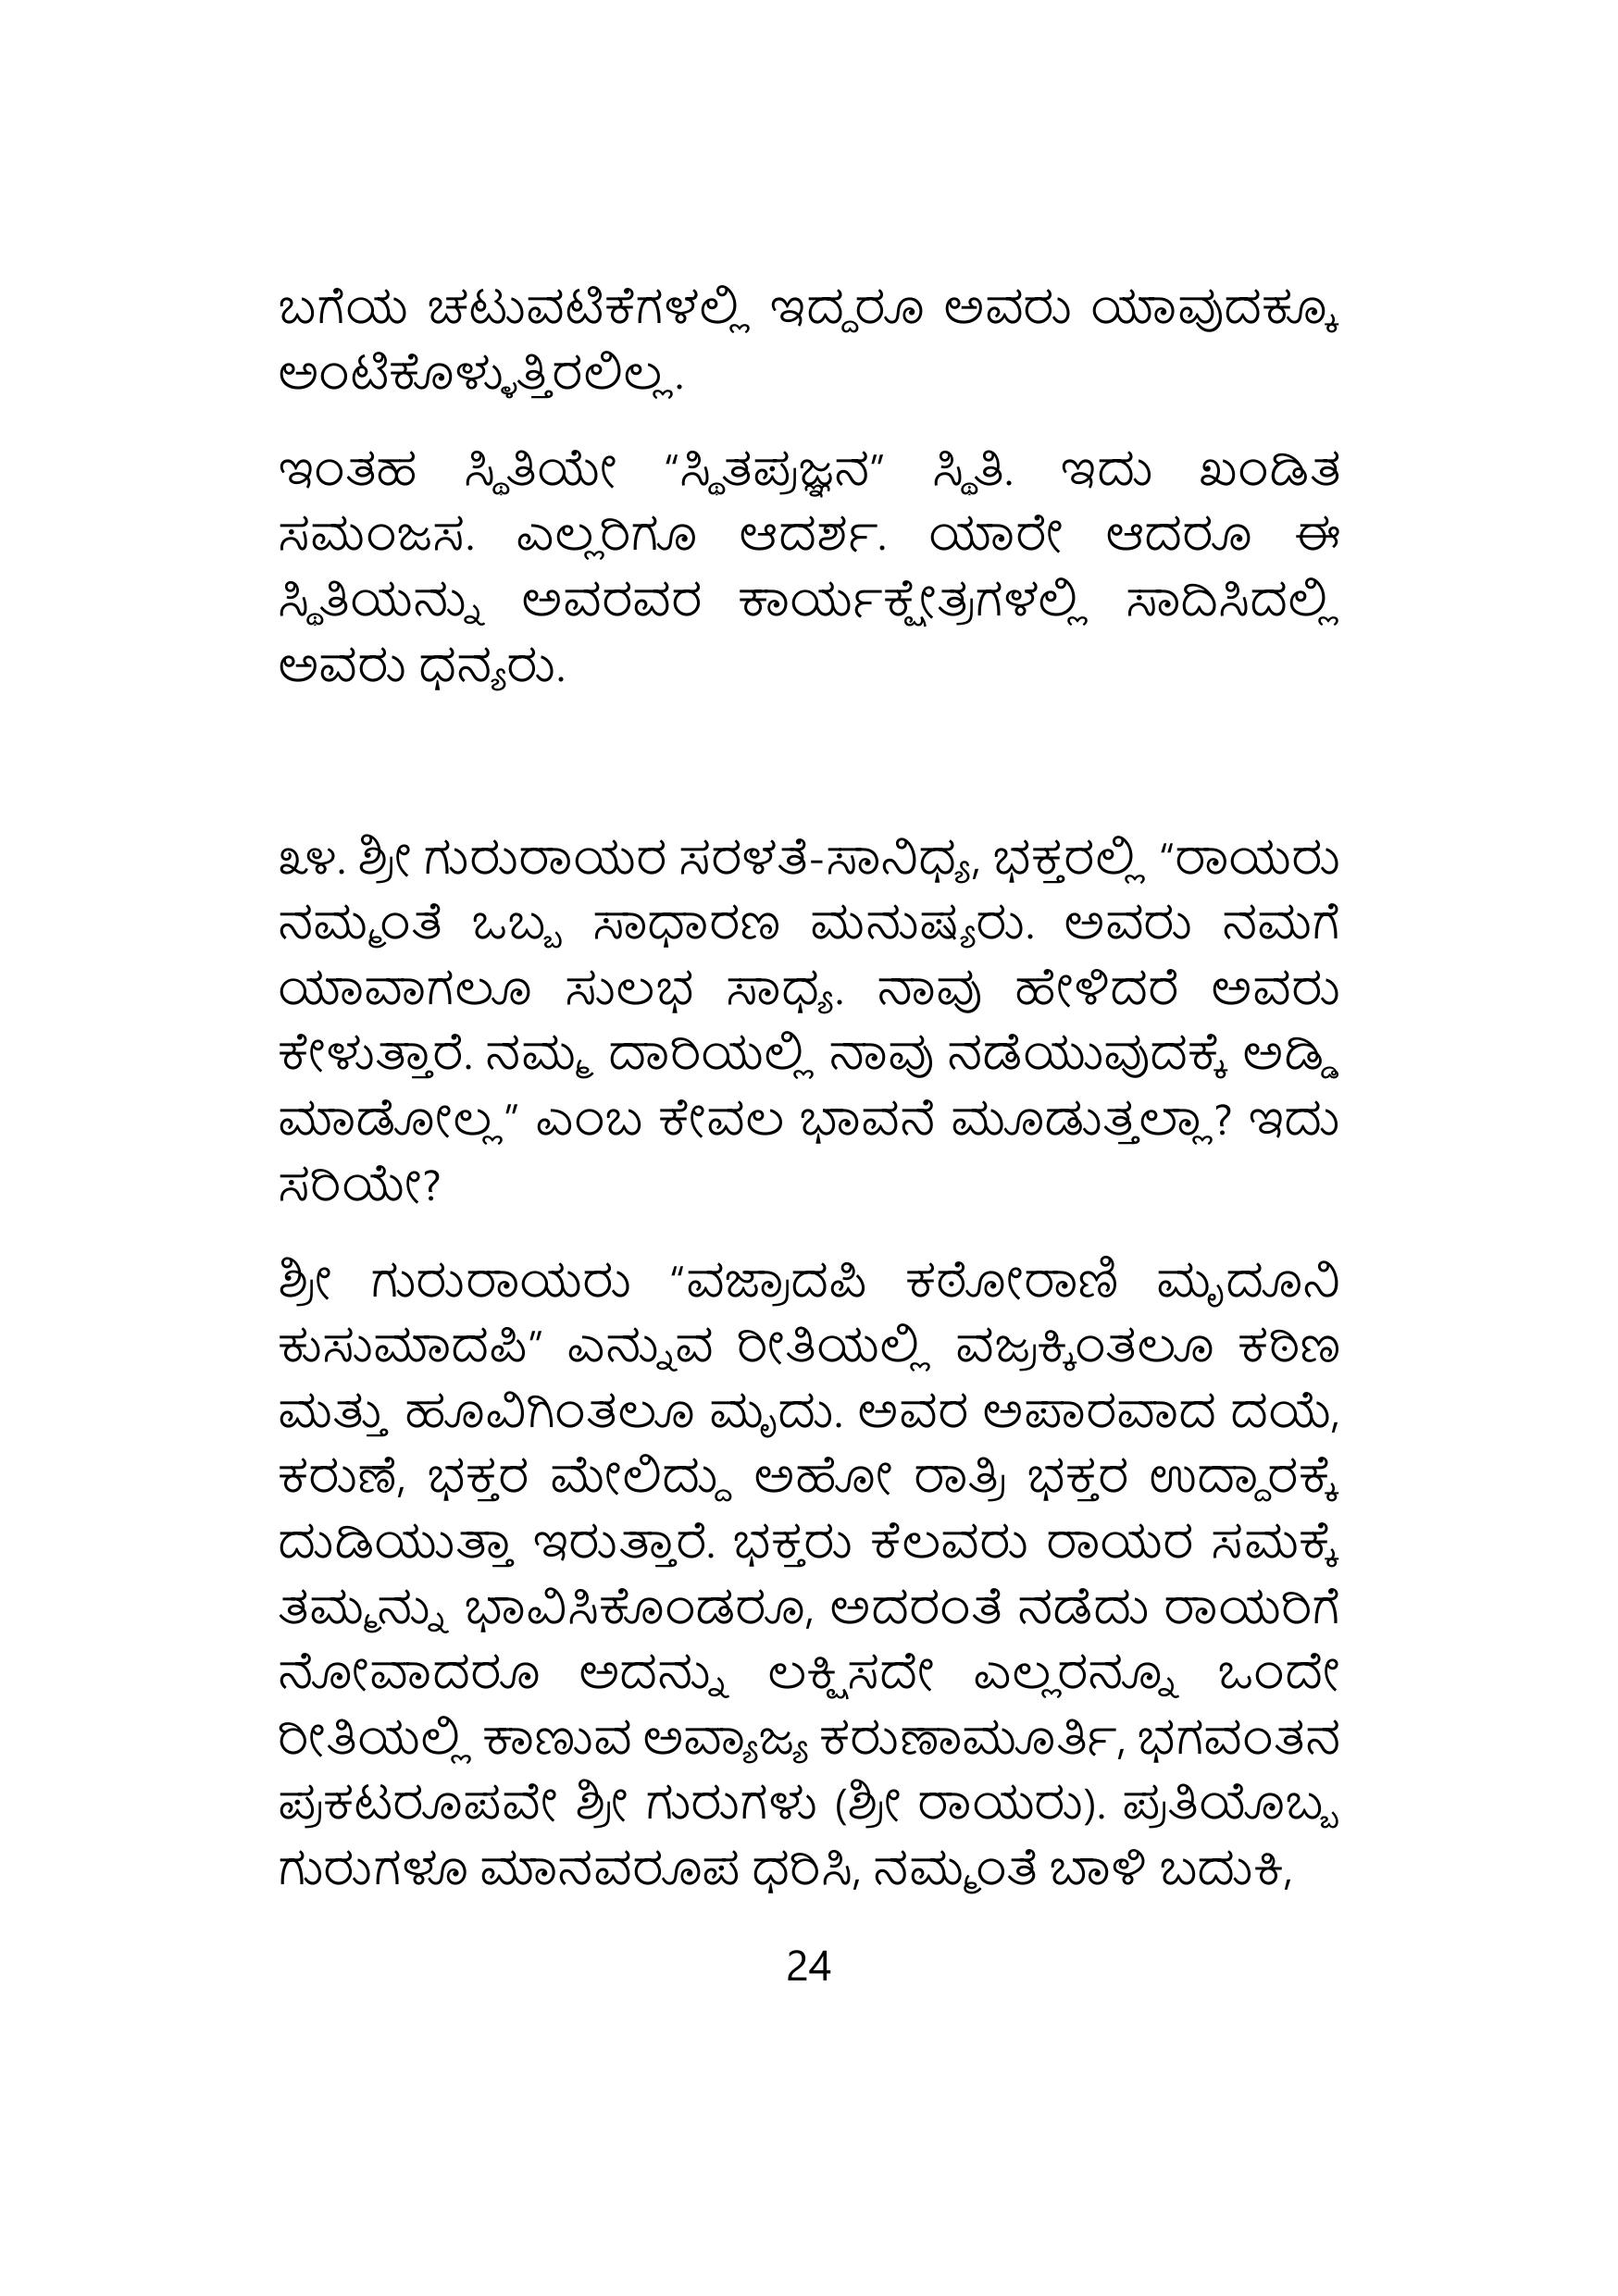 ಬಗೆಯ ಚಟುವಟಿಕೆಗಳಲ್ಲಿ ಇದ್ದರೂ ಅವರು ಯಾವುದಕ್ಕೂ
ಅಂಟಿಕೊಳ್ಳುತ್ತಿರಲಿಲ್ಲ.
ಇಂತಹ ಸ್ಥಿತಿಯೇ “ಸ್ಥಿತಪ್ರಜ್ಞನ” ಸ್ಥಿತಿ. ಇದು ಖಂಡಿತ
ಸಮಂಜಸ. ಎಲ್ಲರಿಗೂ ಆದರ್ಶ. ಯಾರೇ ಆದರೂ ಈ
ಸ್ಥಿತಿಯನ್ನು ಅವರವರ ಕಾರ್ಯಕ್ಷೇತ್ರಗಳಲ್ಲಿ ಸಾದಿಸಿದಲ್ಲಿ
ಅವರು ಧನ್ಯರು.
೩೪. ಶ್ರೀ ಗುರುರಾಯರ ಸರಳತೆ-ಸಾನಿಧ್ಯ, ಭಕ್ತರಲ್ಲಿ “ರಾಯರು
ನಮ್ಮಂತೆ ಒಬ್ಬ ಸಾಧಾರಣ ಮನುಷ್ಯರು. ಅವರು ನಮಗೆ
ಯಾವಾಗಲೂ ಸುಲಭ ಸಾಧ್ಯ. ನಾವು ಹೇಳಿದರೆ ಅವರು
ಕೇಳುತ್ತಾರೆ. ನಮ್ಮ ದಾರಿಯಲ್ಲಿ ನಾವು ನಡೆಯುವುದಕ್ಕೆ ಅಡ್ಡಿ
ಮಾಡೋಲ್ಲ” ಎಂಬ ಕೇವಲ ಭಾವನೆ ಮೂಡುತ್ತಲ್ಲಾ? ಇದು
ಸರಿಯೇ?
ಶ್ರೀ ಗುರುರಾಯರು “ವಜ್ರಾದಪಿ ಕಠೋರಾಣಿ ಮೃದೂನಿ
ಕುಸುಮಾದಪಿ” ಎನ್ನುವ ರೀತಿಯಲ್ಲಿ ವಜ್ರಕ್ಕಿಂತಲೂ ಕಠಿಣ
ಮತ್ತು ಹೂವಿಗಿಂತಲೂ ಮೃದು. ಅವರ ಅಪಾರವಾದ ದಯೆ,
ಕರುಣೆ, ಭಕ್ತರ ಮೇಲಿದ್ದು ಅಹೋ ರಾತ್ರಿ ಭಕ್ತರ ಉದ್ದಾರಕ್ಕೆ
ದುಡಿಯುತ್ತಾ ಇರುತ್ತಾರೆ. ಭಕ್ತರು ಕೆಲವರು ರಾಯರ ಸಮಕ್ಕೆ
ತಮ್ಮನ್ನು ಭಾವಿಸಿಕೊಂಡರೂ, ಅದರಂತೆ ನಡೆದು ರಾಯರಿಗೆ
ನೋವಾದರೂ ಅದನ್ನು ಲಕ್ಷಿಸದೇ ಎಲ್ಲರನ್ನೂ ಒಂದೇ
ರೀತಿಯಲ್ಲಿ ಕಾಣುವ ಅವ್ಯಾಜ್ಯ ಕರುಣಾಮೂರ್ತಿ, ಭಗವಂತನ
ಪ್ರಕಟರೂಪವೇ ಶ್ರೀ ಗುರುಗಳು (ಶ್ರೀ ರಾಯರು). ಪ್ರತಿಯೊಬ್ಬ
ಗುರುಗಳೂ ಮಾನವರೂಪ ಧರಿಸಿ, ನಮ್ಮಂತೆ ಬಾಳಿ ಬದುಕಿ,
24